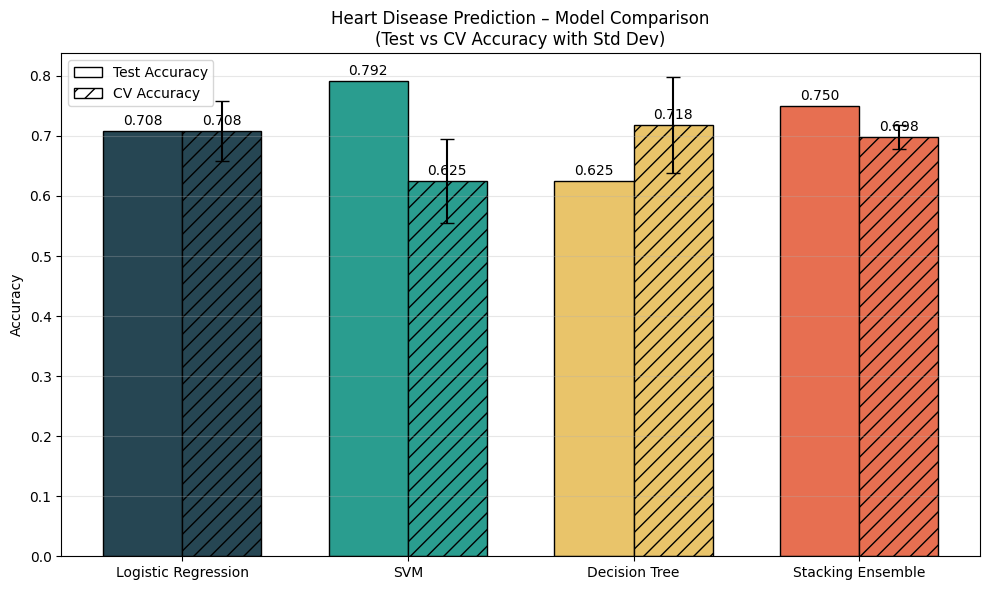 Heart Disease Prediction – Model Comparison
(Test vs CV Accuracy with Std Dev)
Test Accuracy
CV Accuracy
Accuracy
0.8
0.7
0.6
0.5
0.4
0.3
0.2
0.1
0.0
0.708
0.708
0.792
0.625
0.625
0.718
0.750
0.698
Logistic Regression
SVM
Decision Tree
Stacking Ensemble